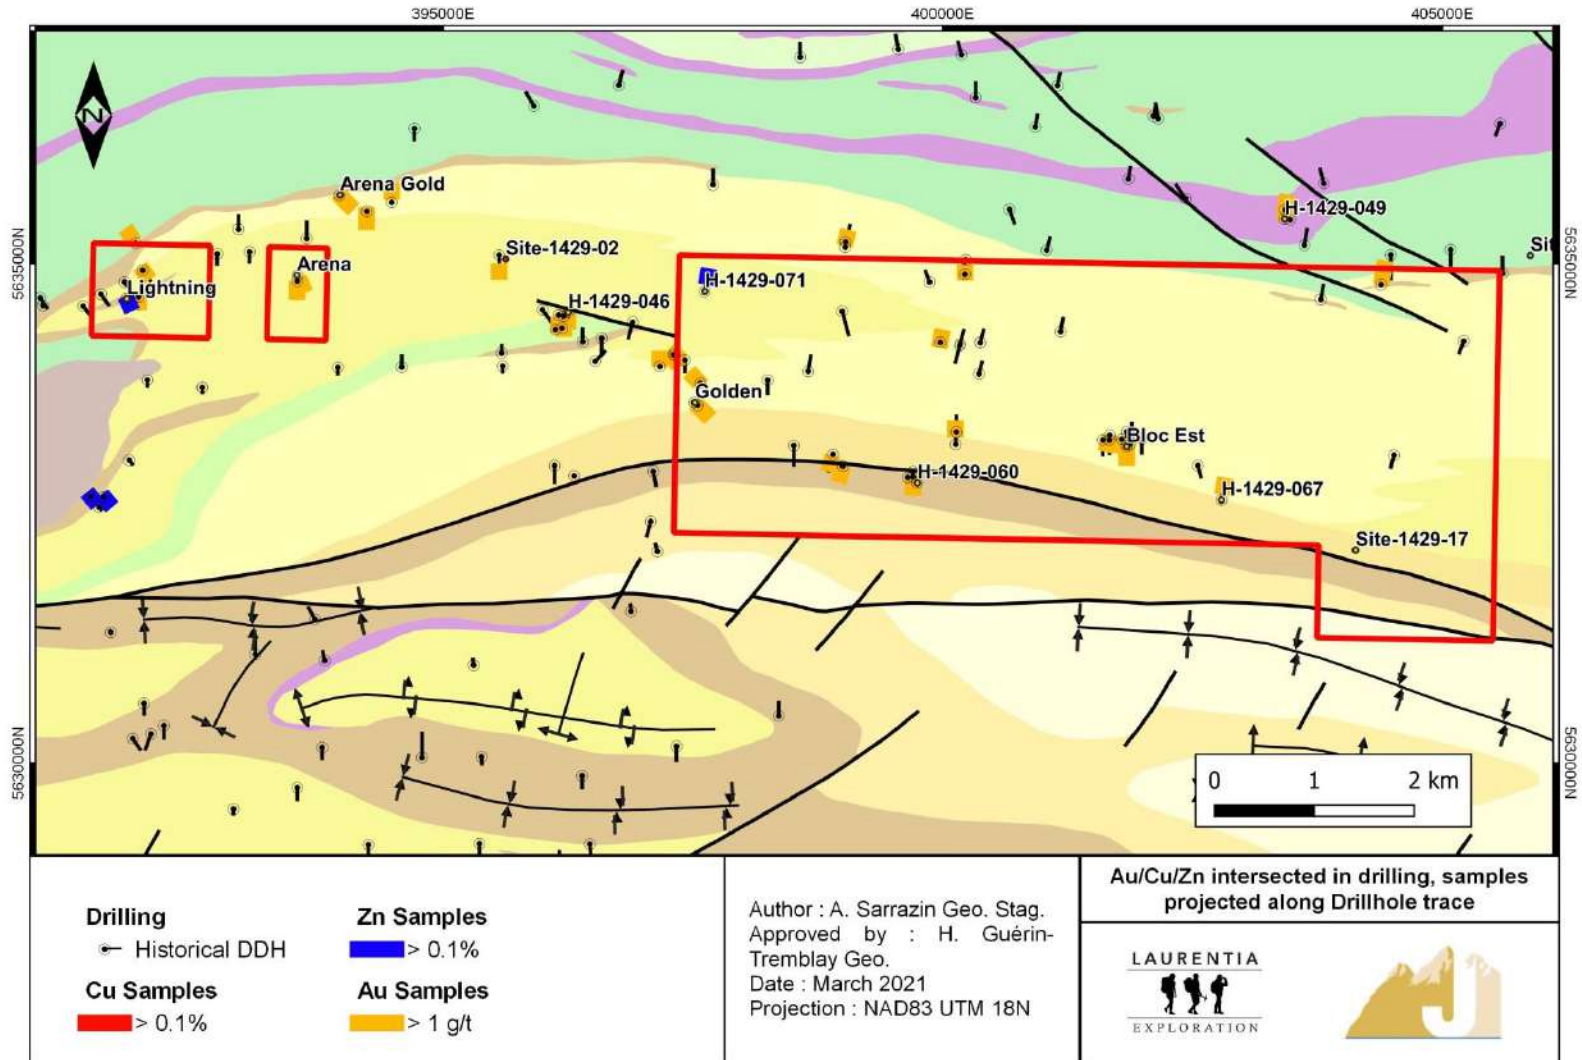 395000E
400000E
405000E
N
Arena Gold
H-1429-049
Site-1429-02
Sit
5635000N
5635000N
Arena
Lightning
H-1429-071
H-1429-046
Golden
Bloc Est
H-1429-060
H-1429-067
Site-1429-17
5630000N
5630000N
0 1 2 km
Drilling
Historical DDH
Cu Samples
> 0.1%
Zn Samples
> 0.1%
Au Samples
> 1 g/t
Author : A. Sarrazin Geo. Stag.
Approved by : H. Guérin-
Tremblay Geo.
Date : March 2021
Projection : NAD83 UTM 18N
Au/Cu/Zn intersected in drilling, samples
projected along Drillhole trace
LAURENTIA
EXPLORATION
J